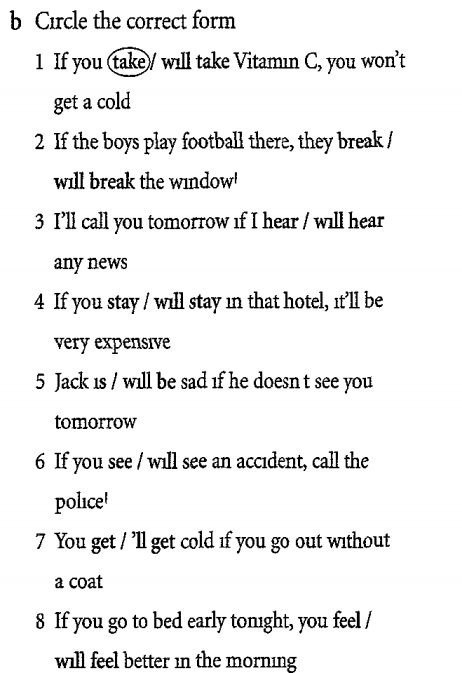 b Circle the correct form
1 If you take / will take Vitamin C, you won't
get a cold
2 If the boys play football there, they break /
will break the window!
3 I'll call you tomorrow if I hear / will hear
any news
4 If you stay / will stay in that hotel, it'll be
very expensive
5 Jack is / will be sad if he doesn t see you
tomorrow
6 If you see / will see an accident, call the
police!
7 You get / 'll get cold if you go out without
a coat
8 If you go to bed early tonight, you feel /
will feel better in the morning